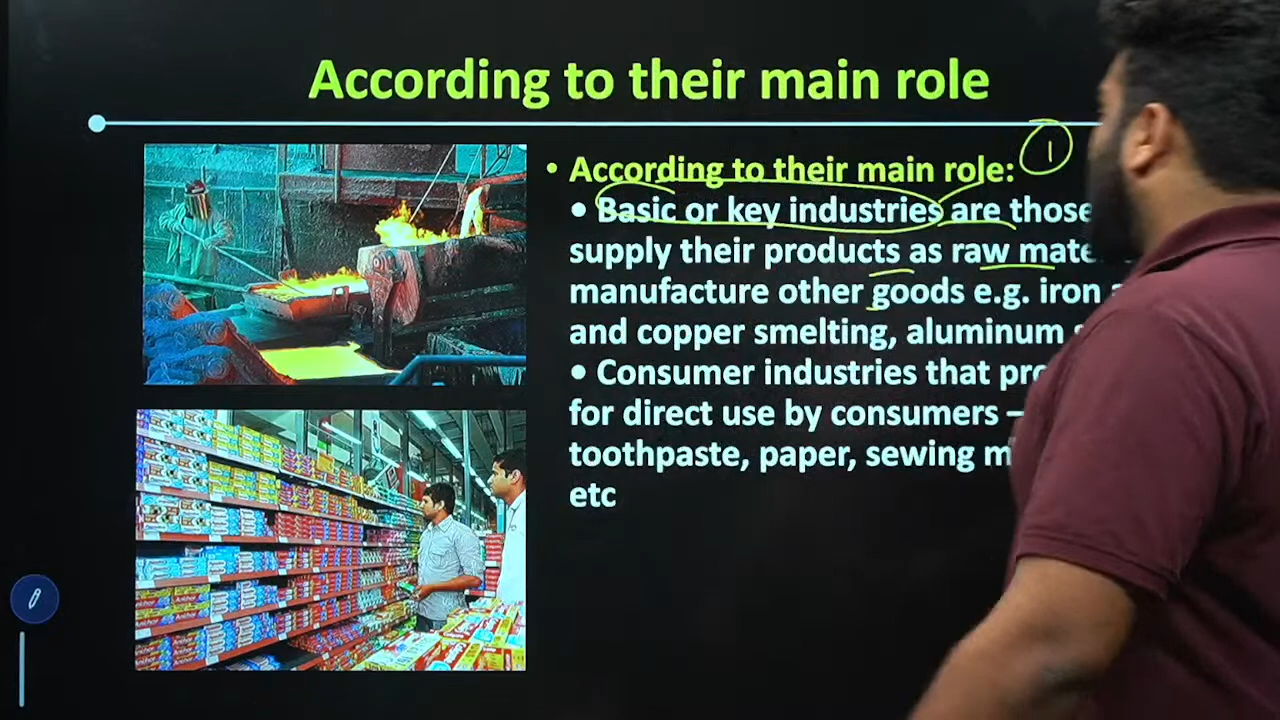 According to their main role
• According to their main role:
1
• Basic or key industries are those
supply their products as raw
manufacture other goods e.g. iron
and copper smelting, aluminum
• Consumer industries that
for direct use by consumers –
toothpaste, paper, sewing
etc